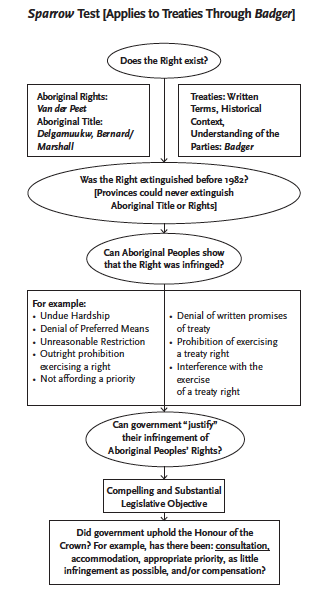 Sparrow Test [Applies to Treaties Through Badger]
Does the Right exist?
Aboriginal Rights:
Van der Peet
Aboriginal Title:
Delgamuukw, Bernard/
Marshall
Treaties: Written
Terms, Historical
Context,
Understanding of the
Parties: Badger
Was the Right extinguished before 1982?
[Provinces could never extinguish
Aboriginal Title or Rights]
Can Aboriginal Peoples show
that the Right was infringed?
For example:
• Undue Hardship
• Denial of Preferred Means
• Unreasonable Restriction
• Outright prohibition
exercising a right
• Not affording a priority
• Denial of written promises
of treaty
• Prohibition of exercising
a treaty right
• Interference with the
exercise
of a treaty right
Can government "justify"
their infringement of
Aboriginal Peoples' Rights?
Compelling and Substantial
Legislative Objective
Did government uphold the Honour of the
Crown? For example, has there been: consultation,
accommodation, appropriate priority, as little
infringement as possible, and/or compensation?